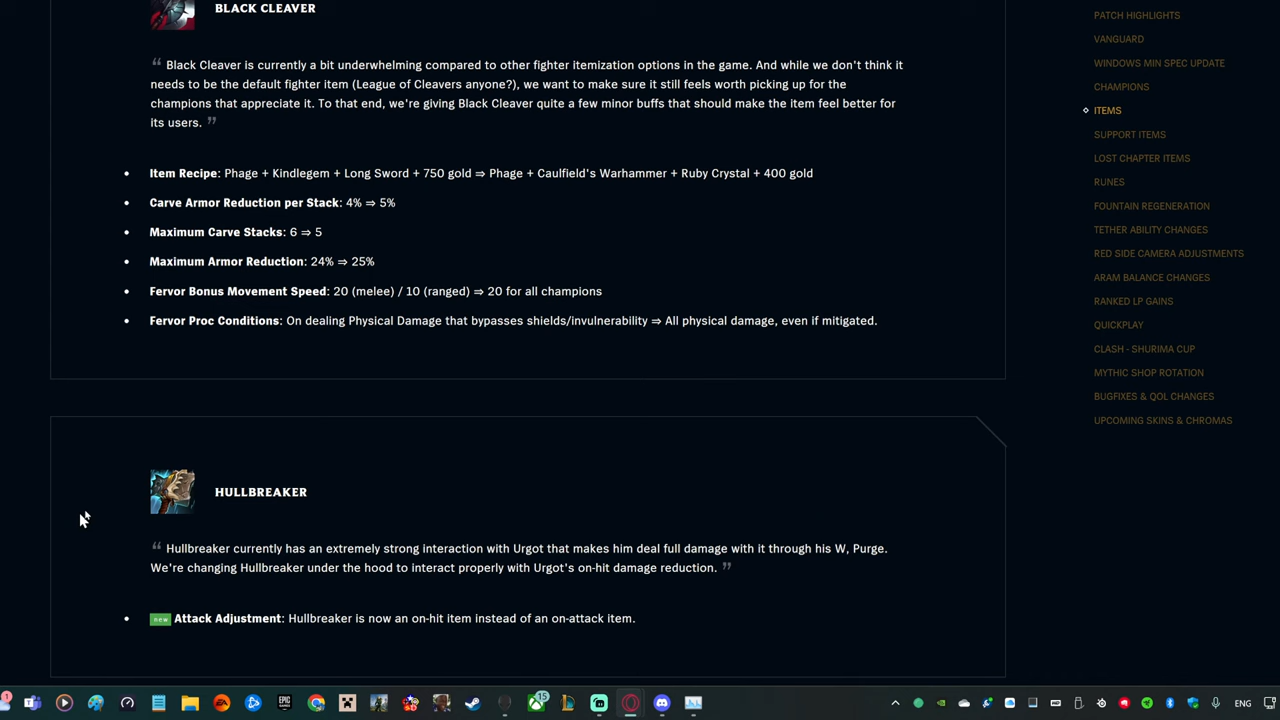 BLACK CLEAVER
“ Black Cleaver is currently a bit underwhelming compared to other fighter itemization options in the game. And while we don't think it
needs to be the default fighter item (League of Cleavers anyone?), we want to make sure it still feels worth picking up for the
champions that appreciate it. To that end, we're giving Black Cleaver quite a few minor buffs that should make the item feel better for
its users. ”
• Item Recipe: Phage + Kindlegem + Long Sword + 750 gold ⇒ Phage + Caulfield's Warhammer + Ruby Crystal + 400 gold
• Carve Armor Reduction per Stack: 4% ⇒ 5%
• Maximum Carve Stacks: 6 ⇒ 5
• Maximum Armor Reduction: 24% ⇒ 25%
• Fervor Bonus Movement Speed: 20 (melee) / 10 (ranged) ⇒ 20 for all champions
• Fervor Proc Conditions: On dealing Physical Damage that bypasses shields/invulnerability ⇒ All physical damage, even if mitigated.
HULLBREAKER
“ Hullbreaker currently has an extremely strong interaction with Urgot that makes him deal full damage with it through his W, Purge.
We're changing Hullbreaker under the hood to interact properly with Urgot's on-hit damage reduction. ”
• new Attack Adjustment: Hullbreaker is now an on-hit item instead of an on-attack item.
PATCH HIGHLIGHTS
VANGUARD
WINDOWS MIN SPEC UPDATE
CHAMPIONS
ITEMS
SUPPORT ITEMS
LOST CHAPTER ITEMS
RUNES
FOUNTAIN REGENERATION
TETHER ABILITY CHANGES
RED SIDE CAMERA ADJUSTMENTS
ARAM BALANCE CHANGES
RANKED LP GAINS
QUICKPLAY
CLASH - SHURIMA CUP
MYTHIC SHOP ROTATION
BUGFIXES & QOL CHANGES
UPCOMING SKINS & CHROMAS
1
EA
EPIC
GAMES
15
ENG